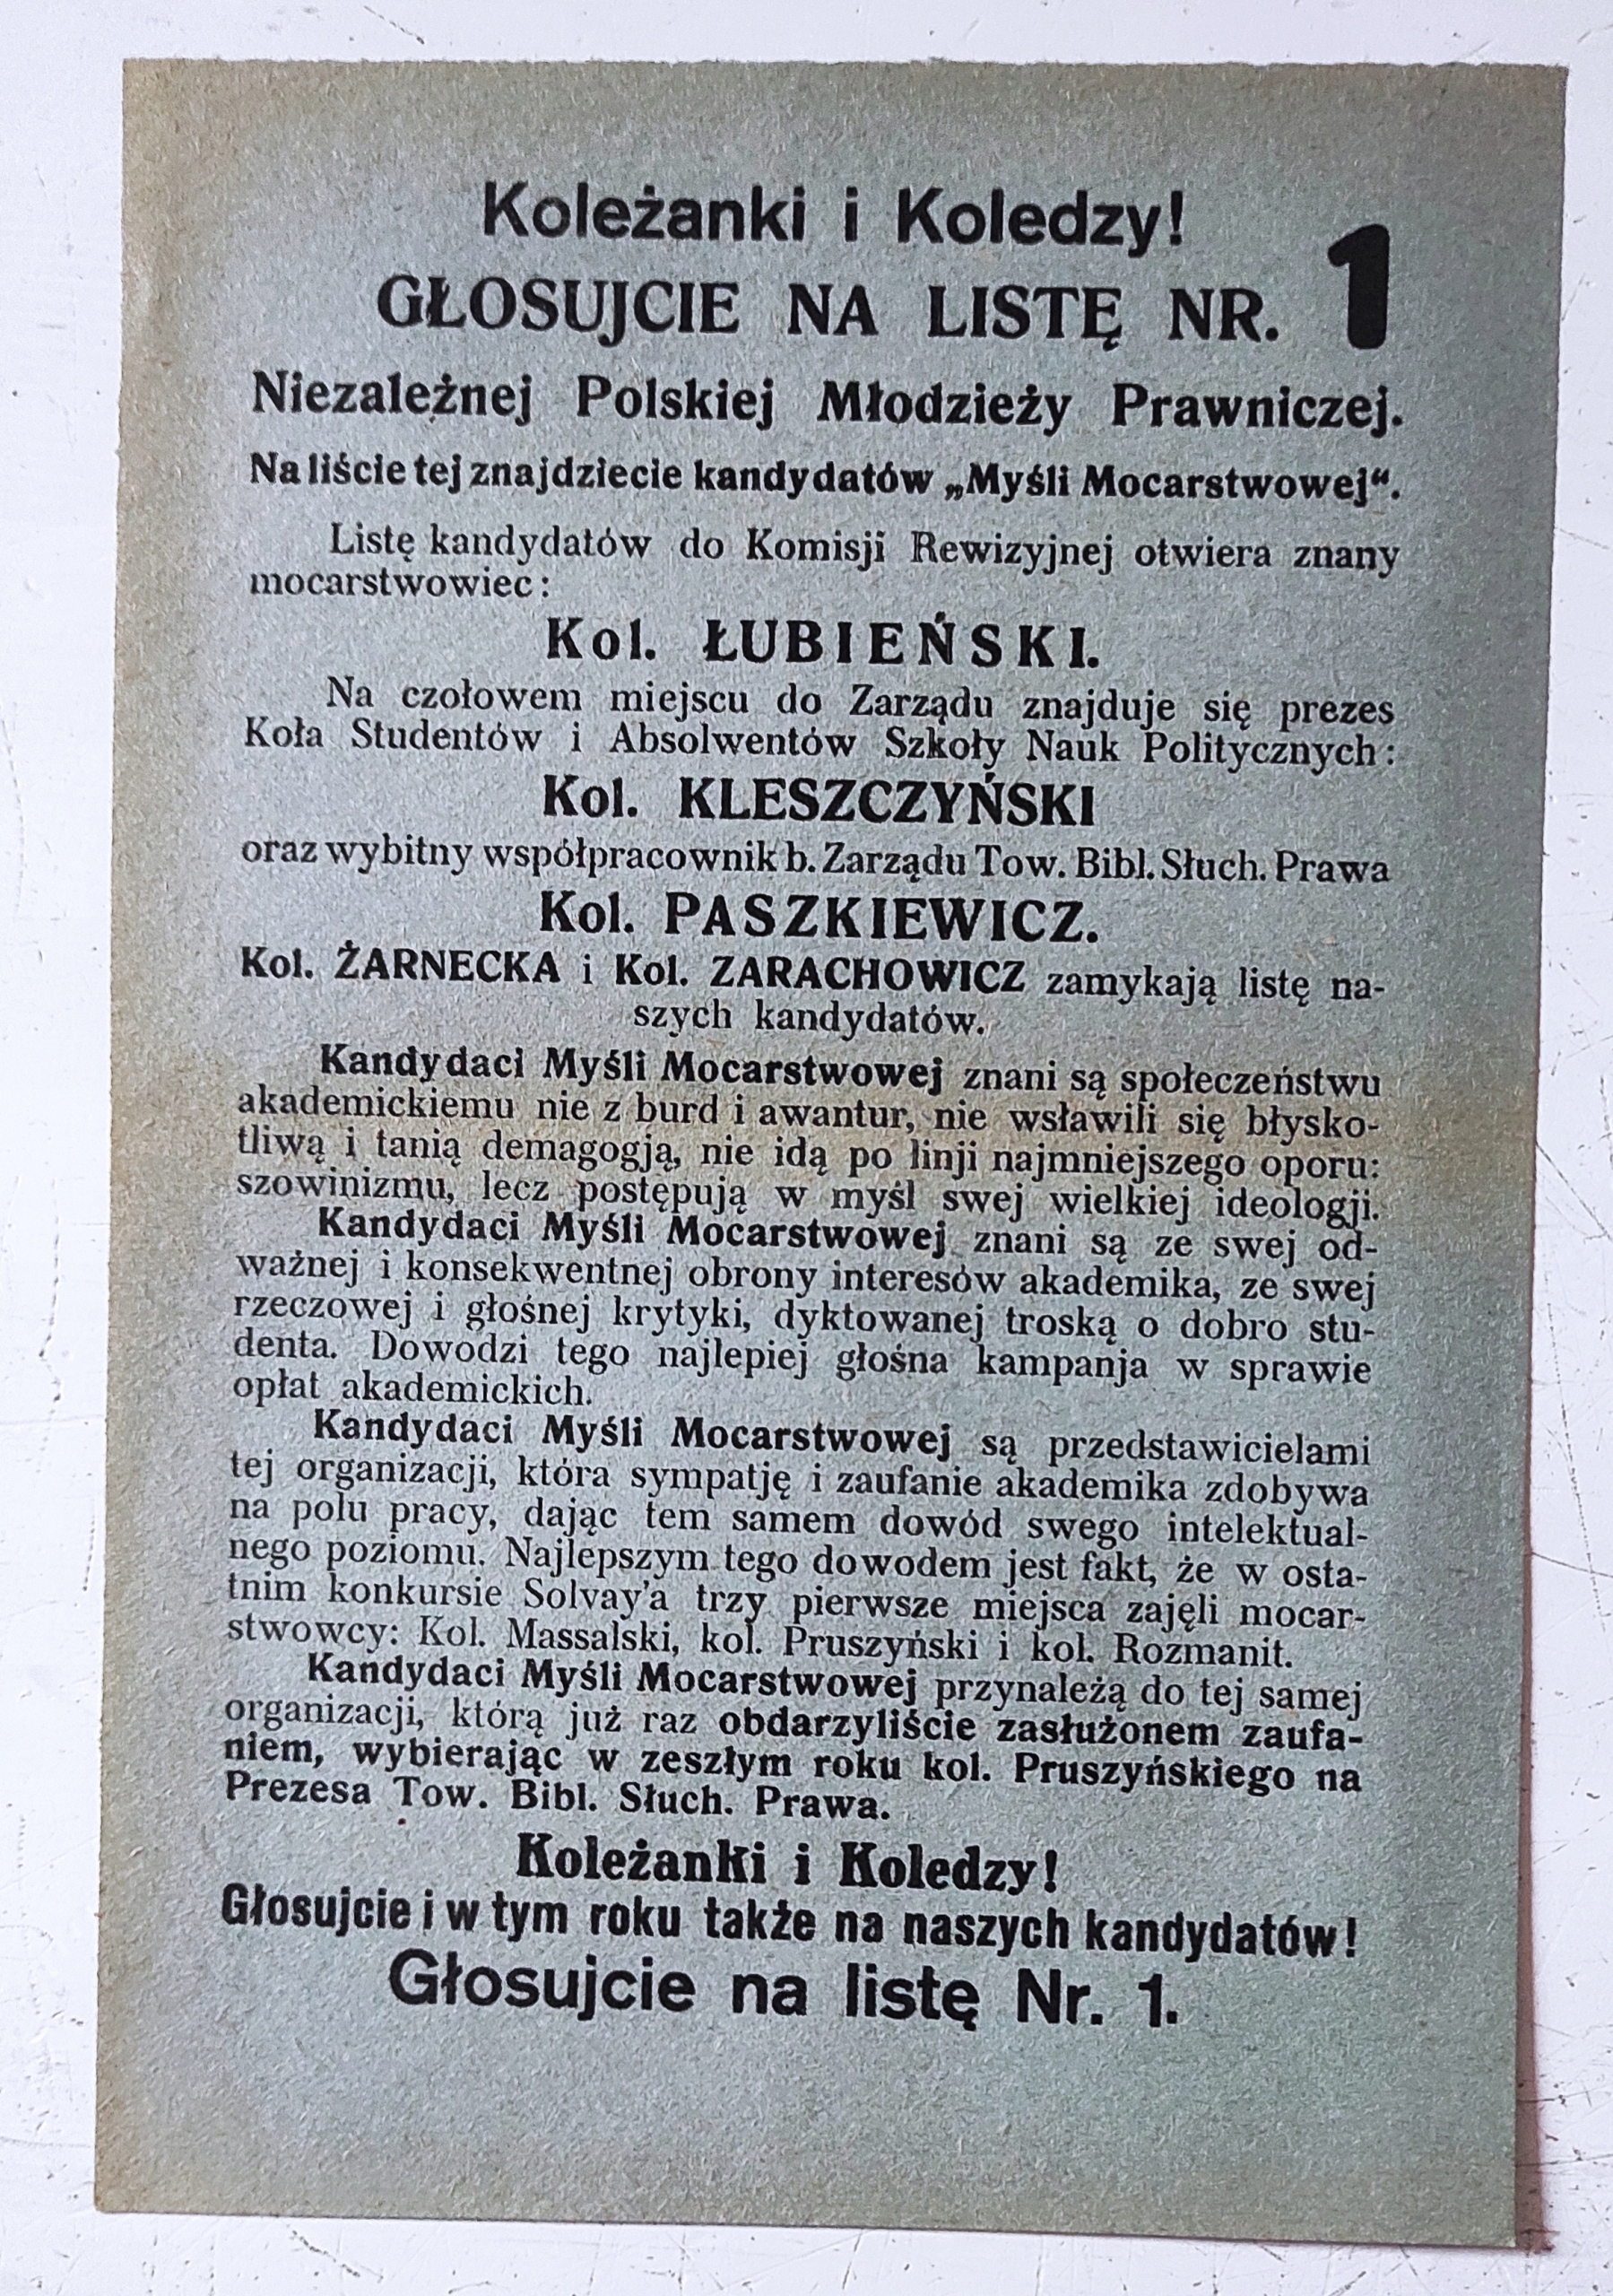 Koleżanki i Koledzy!
GŁOSUJCIE NA LISTĘ NR. 1
Niezależnej Polskiej Młodzieży Prawniczej.
Na liście tej znajdziecie kandydatów „Myśli Mocarstwowej“.
Listę kandydatów do Komisji Rewizyjnej otwiera znany
mocarstwowiec:
Kol. ŁUBIEŃSKI.
Na czołowem miejscu do Zarządu znajduje się prezes
Koła Studentów i Absolwentów Szkoły Nauk Politycznych:
Kol. KLESZCZYŃSKI
oraz wybitny współpracownik b. Zarządu Tow. Bibl. Słuch. Prawa
Kol. PASZKIEWICZ.
Kol. ŻARNECKA i Kol. ZARACHOWICZ zamykają listę na-
szych kandydatów.
Kandydaci Myśli Mocarstwowej znani są społeczeństwu
akademickiemu nie z burd i awantur, nie wsławili się błysko-
tliwą i tanią demagogją, nie idą po linji najmniejszego oporu:
szowinizmu, lecz postępują w myśl swej wielkiej ideologji.
Kandydaci Myśli Mocarstwowej znani są ze swej od-
ważnej i konsekwentnej obrony interesów akademika, ze swej
rzeczowej i głośnej krytyki, dyktowanej troską o dobro stu-
denta. Dowodzi tego najlepiej głośna kampanja w sprawie
opłat akademickich.
Kandydaci Myśli Mocarstwowej są przedstawicielami
tej organizacji, która sympatję i zaufanie akademika zdobywa
na polu pracy, dając tem samem dowód swego intelektual-
nego poziomu. Najlepszym tego dowodem jest fakt, że w osta-
tnim konkursie Solvay'a trzy pierwsze miejsca zajęli mocar-
stwowcy: Kol. Massalski, kol. Pruszyński i kol. Rozmanit.
Kandydaci Myśli Mocarstwowej przynależą do tej samej
organizacji, którą już raz obdarzyliście zasłużonem zaufa-
niem, wybierając w zeszłym roku kol. Pruszyńskiego na
Prezesa Tow. Bibl. Słuch. Prawa.
Koleżanki i Koledzy!
Głosujcie i w tym roku także na naszych kandydatów!
Głosujcie na listę Nr. 1.